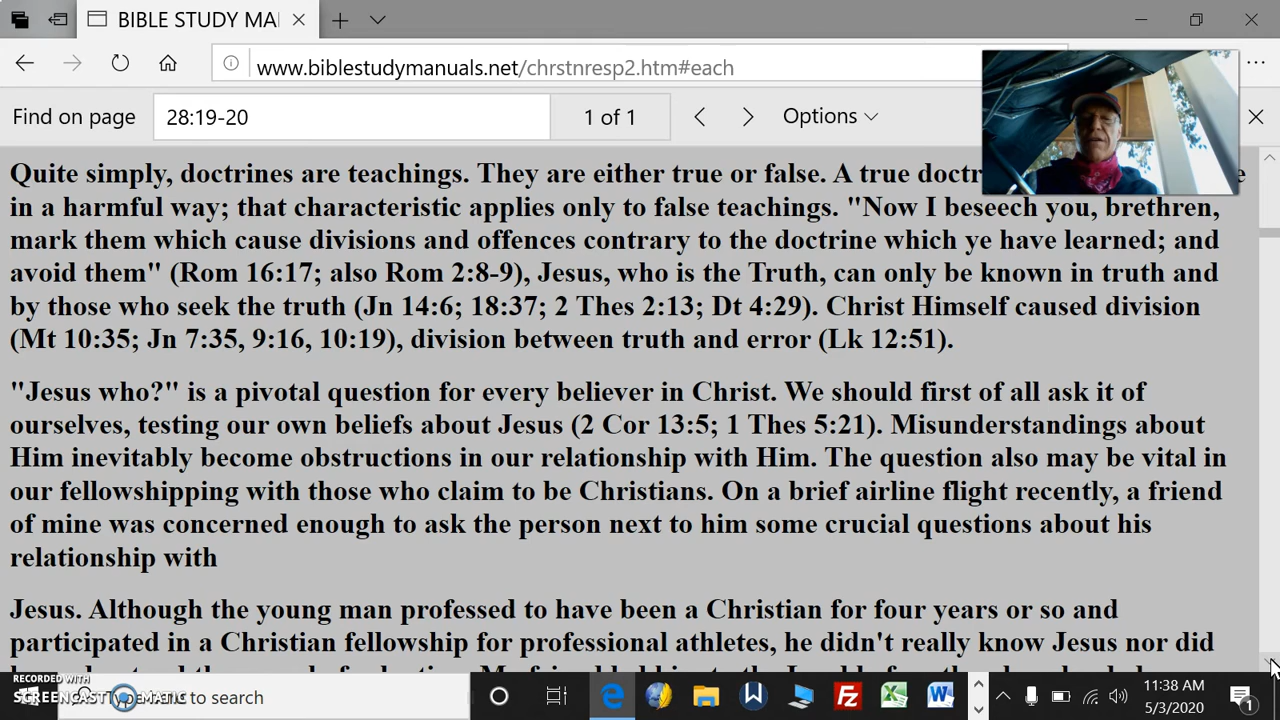 BIBLE STUDY MA
www.biblestudymanuals.net/chrstnresp2.htm#each
Find on page 28:19-20 1 of 1 Options
Quite simply, doctrines are teachings. They are either true or false. A true doctr
in a harmful way; that characteristic applies only to false teachings. "Now I beseech you, brethren,
mark them which cause divisions and offences contrary to the doctrine which ye have learned; and
avoid them" (Rom 16:17; also Rom 2:8-9), Jesus, who is the Truth, can only be known in truth and
by those who seek the truth (Jn 14:6; 18:37; 2 Thes 2:13; Dt 4:29). Christ Himself caused division
(Mt 10:35; Jn 7:35, 9:16, 10:19), division between truth and error (Lk 12:51).
"Jesus who?" is a pivotal question for every believer in Christ. We should first of all ask it of
ourselves, testing our own beliefs about Jesus (2 Cor 13:5; 1 Thes 5:21). Misunderstandings about
Him inevitably become obstructions in our relationship with Him. The question also may be vital in
our fellowshipping with those who claim to be Christians. On a brief airline flight recently, a friend
of mine was concerned enough to ask the person next to him some crucial questions about his
relationship with
Jesus. Although the young man professed to have been a Christian for four years or so and
participated in a Christian fellowship for professional athletes, he didn't really know Jesus nor did
RECORDED WITH
SCREENCAST MATIC
Type here to search
11:38 AM
5/3/2020
1